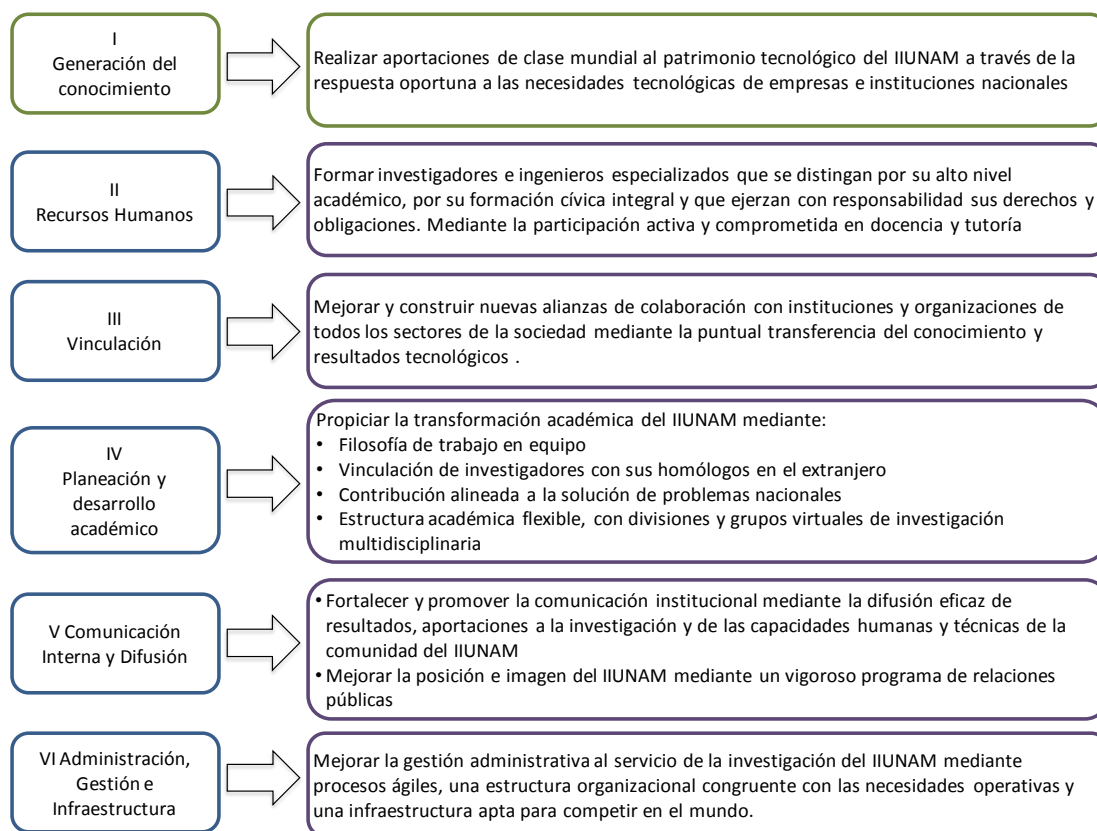 I
Generación del
conocimiento
Realizar aportaciones de clase mundial al patrimonio tecnológico del IIUNAM a través de la
respuesta oportuna a las necesidades tecnológicas de empresas e instituciones nacionales
II
Recursos Humanos
Formar investigadores e ingenieros especializados que se distingan por su alto nivel
académico, por su formación cívica integral y que ejerzan con responsabilidad sus derechos y
obligaciones. Mediante la participación activa y comprometida en docencia y tutoría
III
Vinculación
Mejorar y construir nuevas alianzas de colaboración con instituciones y organizaciones de
todos los sectores de la sociedad mediante la puntual transferencia del conocimiento y
resultados tecnológicos .
IV
Planeación y
desarrollo
académico
Propiciar la transformación académica del IIUNAM mediante:
• Filosofía de trabajo en equipo
• Vinculación de investigadores con sus homólogos en el extranjero
• Contribución alineada a la solución de problemas nacionales
• Estructura académica flexible, con divisiones y grupos virtuales de investigación
multidisciplinaria
V Comunicación
Interna y Difusión
• Fortalecer y promover la comunicación institucional mediante la difusión eficaz de
resultados, aportaciones a la investigación y de las capacidades humanas y técnicas de la
comunidad del IIUNAM
• Mejorar la posición e imagen del IIUNAM mediante un vigoroso programa de relaciones
públicas
VI Administración,
Gestión e
Infraestructura
Mejorar la gestión administrativa al servicio de la investigación del IIUNAM mediante
procesos ágiles, una estructura organizacional congruente con las necesidades operativas y
una infraestructura apta para competir en el mundo.